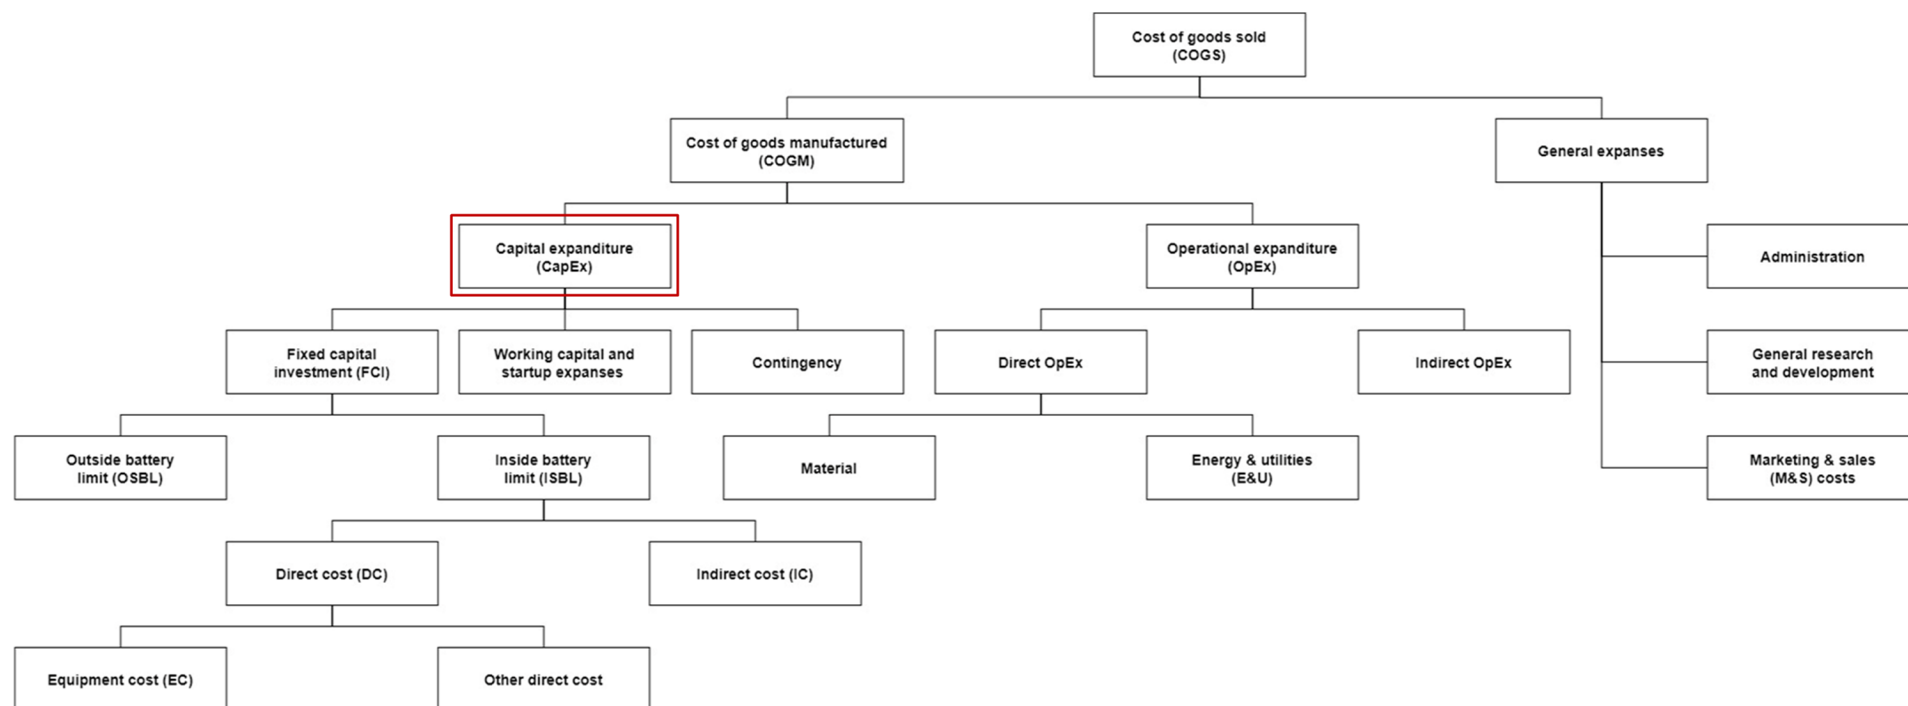 Cost of goods sold
(COGS)
Cost of goods manufactured
(COGM)
General expanses
Capital expanditure
(CapEx)
Operational expanditure
(OpEx)
Administration
Fixed capital
investment (FCI)
Working capital and
startup expanses
Contingency
Direct OpEx
Indirect OpEx
General research
and development
Outside battery
limit (OSBL)
Inside battery
limit (ISBL)
Material
Energy & utilities
(E&U)
Marketing & sales
(M&S) costs
Direct cost (DC)
Indirect cost (IC)
Equipment cost (EC)
Other direct cost